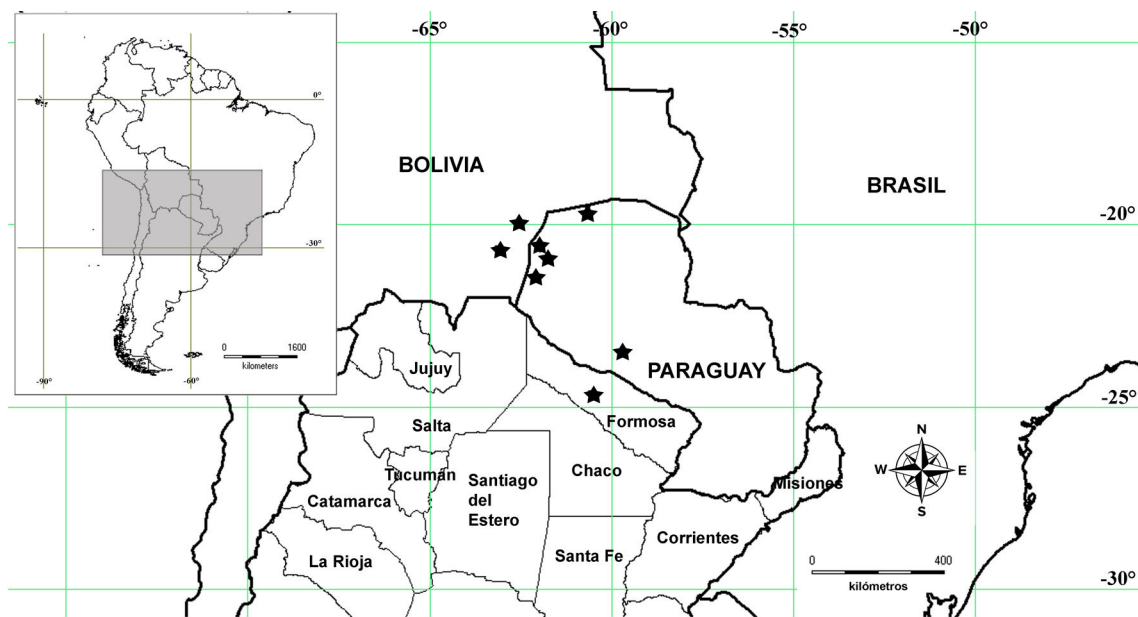 -65°
-60°
-55°
-50°
0°
-30°
0 1600
kilometers
-90°
-60°
BOLIVIA
BRASIL
-20°
PARAGUAY
Jujuy
-25°
Salta
Formosa
Tucumán
Chaco
Santiago
del
Estero
Catamarca
Misiones
N
W E
S
La Rioja
Santa Fe
Corrientes
0 400
kilómetros
-30°